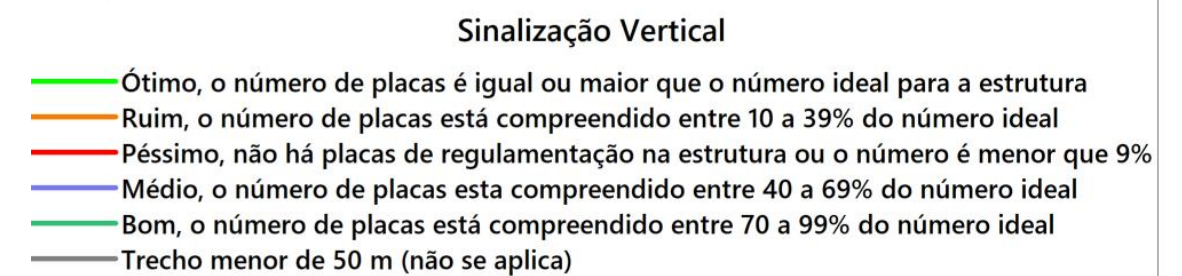 Sinalização Vertical
Ótimo, o número de placas é igual ou maior que o número ideal para a estrutura
Ruim, o número de placas está compreendido entre 10 a 39% do número ideal
Péssimo, não há placas de regulamentação na estrutura ou o número é menor que 9%
Médio, o número de placas esta compreendido entre 40 a 69% do número ideal
Bom, o número de placas está compreendido entre 70 a 99% do número ideal
Trecho menor de 50 m (não se aplica)